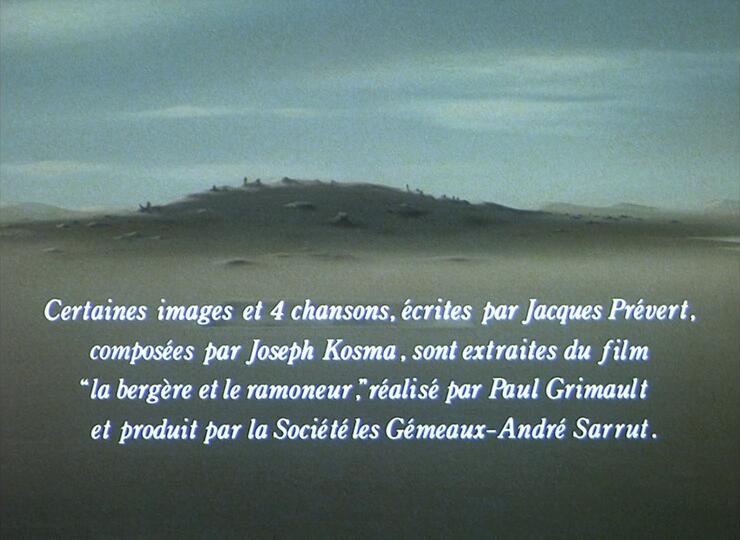 Certaines images et 4 chansons, écrites par Jacques Prévert,
composées par Joseph Kosma, sont extraites du film
“la bergère et le ramoneur,” réalisé par Paul Grimault
et produit par la Société les Gémeaux-André Sarrut.